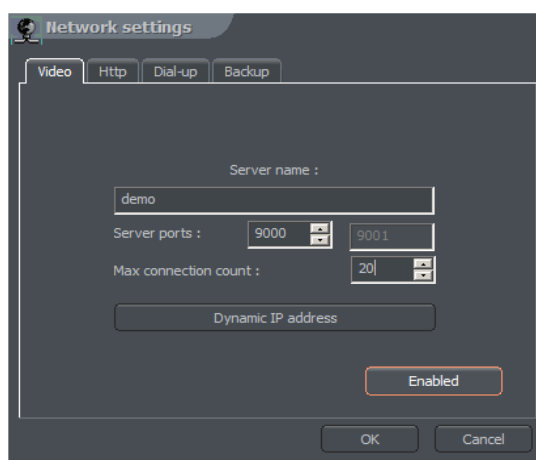 Network settings
Video Http Dial-up Backup
Server name :
demo
Server ports : 9000 9001
Max connection count : 20
Dynamic IP address
Enabled
OK Cancel